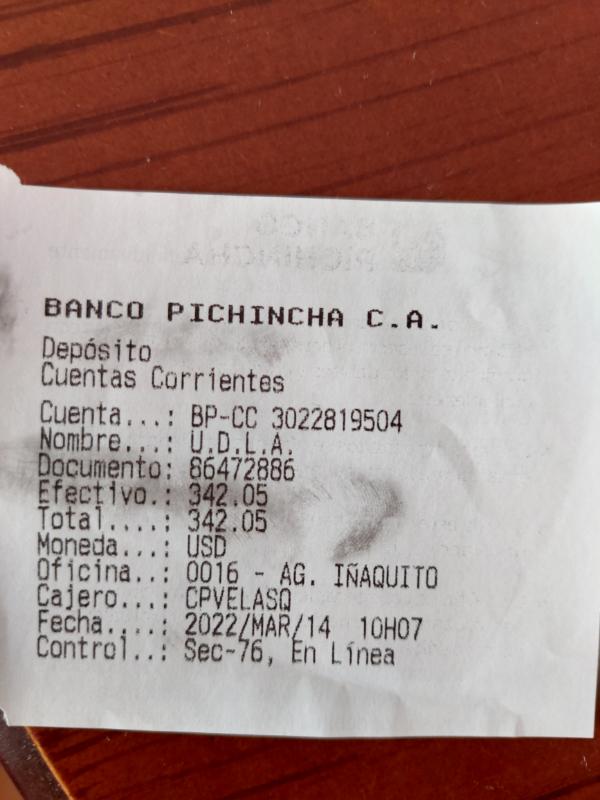 BANCO PICHINCHA C.A.
Depósito
Cuentas Corrientes
Cuenta...: BP-CC 3022819504
Nombre...: U.D.L.A.
Documento: 86472886
Efectivo.: 342.05
Total....: 342.05
Moneda...: USD
Oficina..: 0016 - AG. IÑAQUITO
Cajero...: CPVELASQ
Fecha....: 2022/MAR/14 10H07
Control..: Sec-76, En Línea